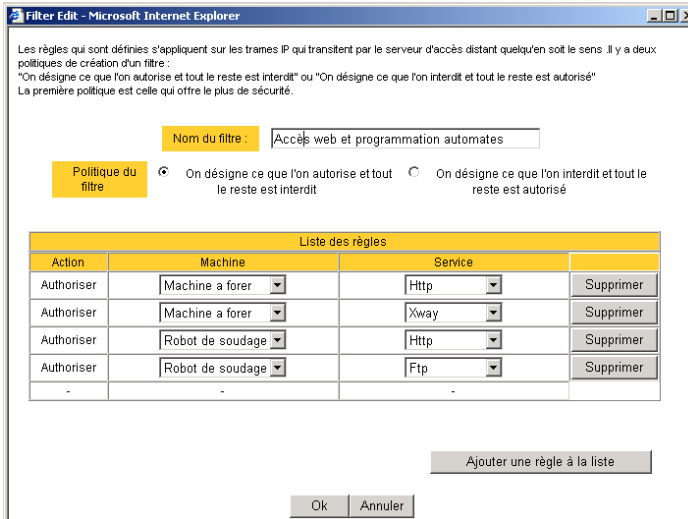 Filter Edit - Microsoft Internet Explorer
Les règles qui sont définies s'appliquent sur les trames IP qui transitent par le serveur d'accès distant quelqu'en soit le sens .Il y a deux
politiques de création d'un filtre :
"On désigne ce que l'on autorise et tout le reste est interdit" ou "On désigne ce que l'on interdit et tout le reste est autorisé"
La première politique est celle qui offre le plus de sécurité.
Nom du filtre : Accès web et programmation automates
Politique du filtre
On désigne ce que l'on autorise et tout
le reste est interdit
On désigne ce que l'on interdit et tout le
reste est autorisé
Liste des règles
Action Machine Service
Authoriser Machine a forer Http Supprimer
Authoriser Machine a forer Xway Supprimer
Authoriser Robot de soudage Http Supprimer
Authoriser Robot de soudage Ftp Supprimer
- - -
Ajouter une règle à la liste
Ok Annuler